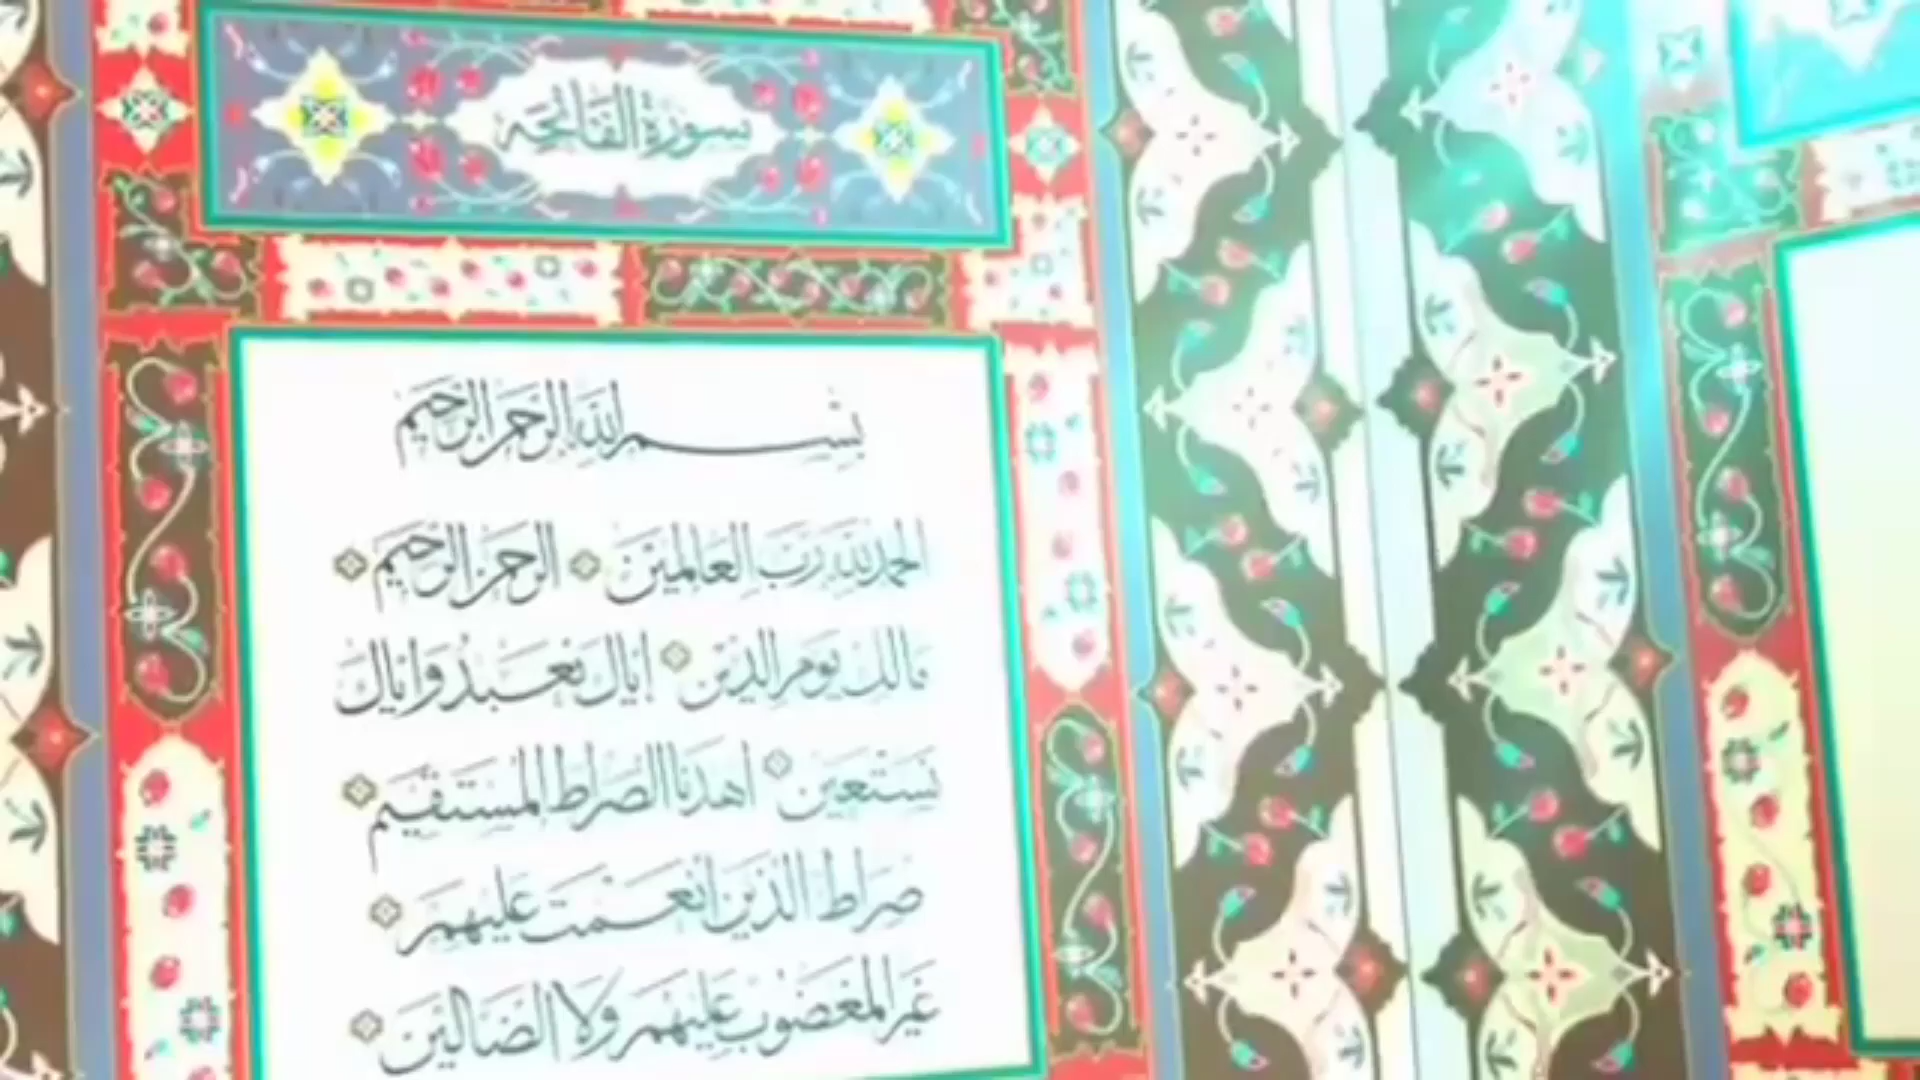 سورة الفاتحة
بسم الله الرحمن الرحيم
الحمد لله رب العالمين الرحمن الرحيم
مالك يوم الدين إياك نعبد وإياك
نستعين اهدنا الصراط المستقيم
صراط الذين أنعمت عليهم
غير المغضوب عليهم ولا الضالين